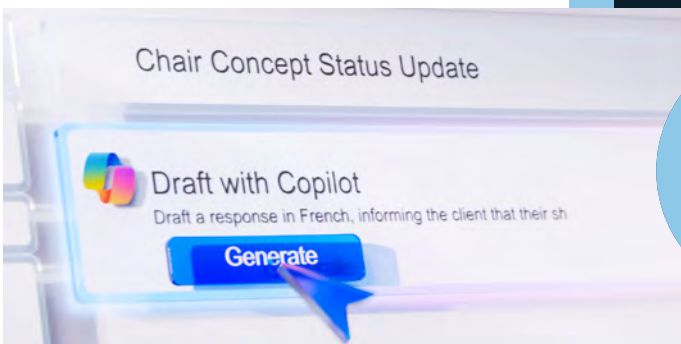 Chair Concept Status Update
Draft with Copilot
Draft a response in French, informing the client that their sh
Generate